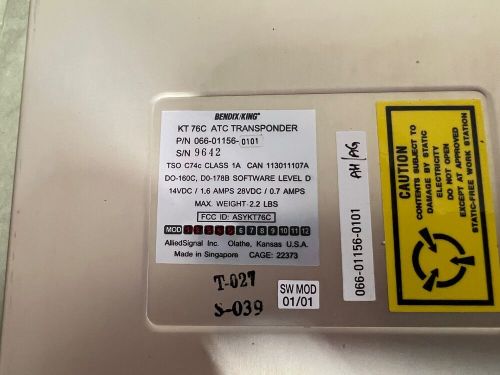 BENDIX/KING®
KT 76C ATC TRANSPONDER
P/N 066-01156-0101
S/N 9642
TSO C74c CLASS 1A CAN 113011107A
DO-160C, D0-178B SOFTWARE LEVEL D
14VDC / 1.6 AMPS 28VDC / 0.7 AMPS
MAX. WEIGHT-2.2 LBS
FCC ID: ASYKT76C
MOD 1 2 3 4 5 6 7 8 9 10 11 12
AlliedSignal Inc. Olathe, Kansas U.S.A.
Made in Singapore CAGE: 22373
T-027
S-039
SW MOD
01/01
066-01156-0101
AH/AG
CAUTION
CONTENTS SUBJECT TO
DAMAGE BY STATIC
ELECTRICITY
DO NOT OPEN
EXCEPT AT APPROVED
STATIC-FREE WORK STATION